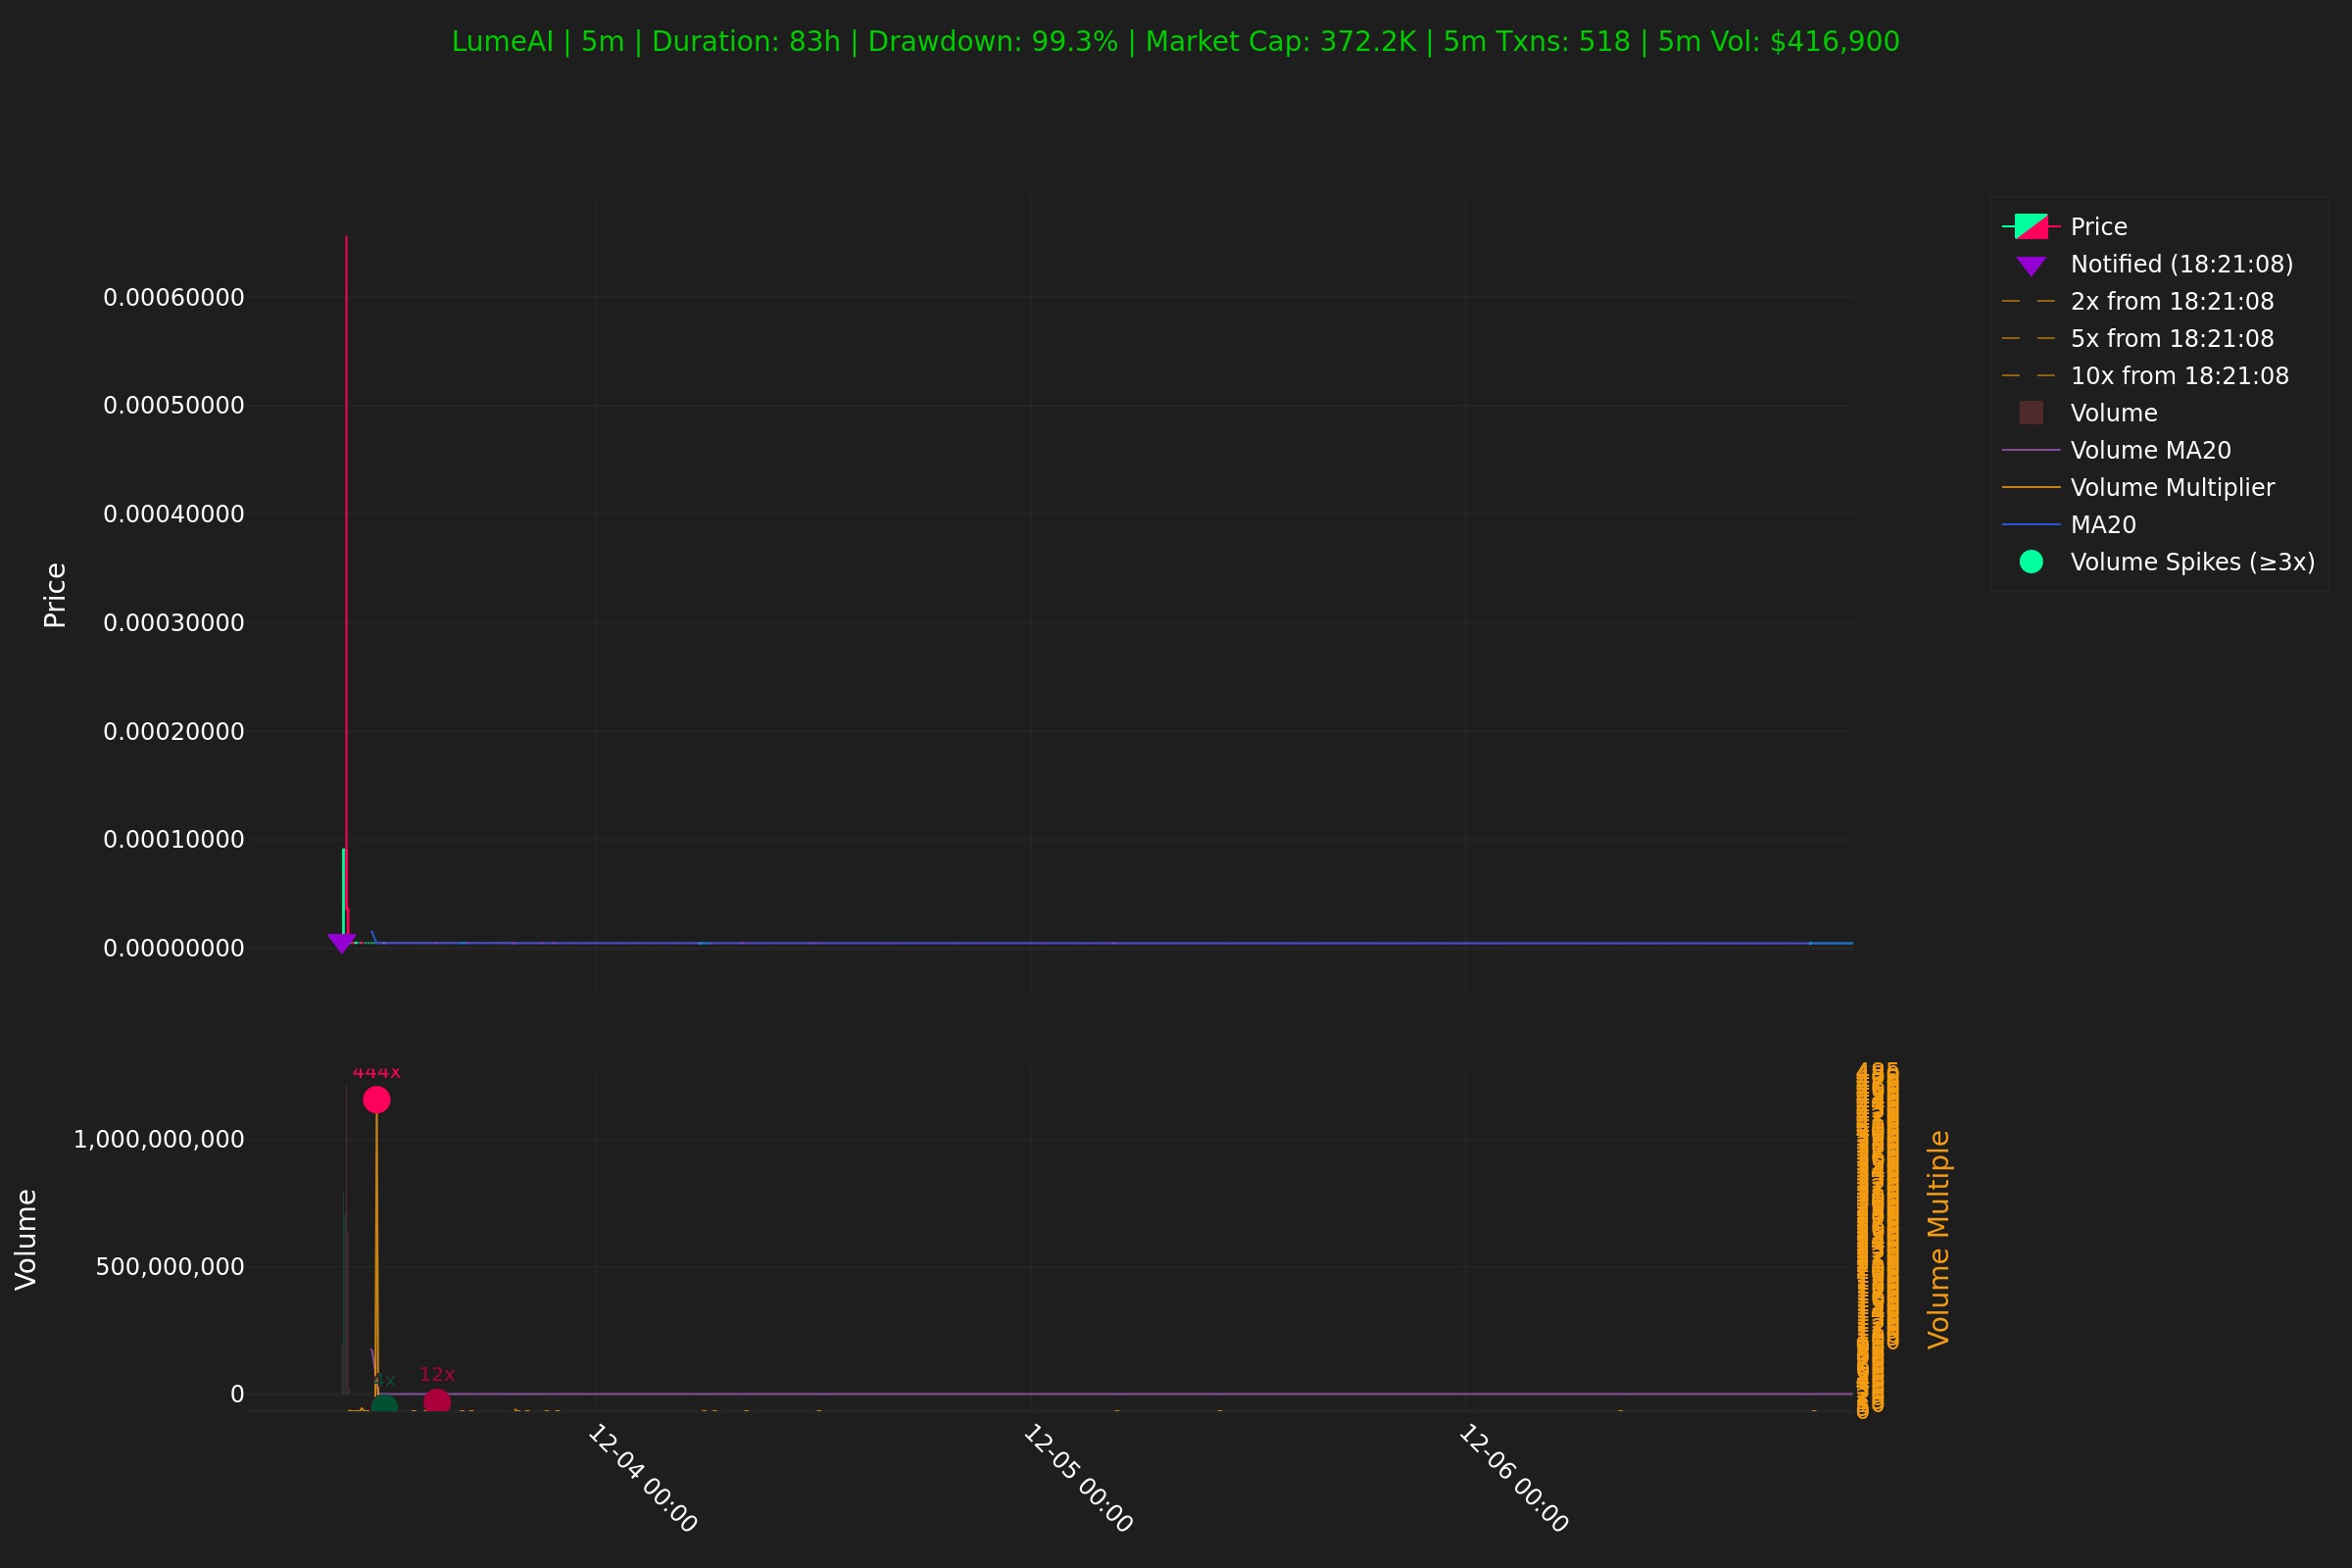 LumeAI | 5m | Duration: 83h | Drawdown: 99.3% | Market Cap: 372.2K | 5m Txns: 518 | 5m Vol: $416,900
Price
0.00060000
0.00050000
0.00040000
0.00030000
0.00020000
0.00010000
0.00000000
Price
Notified (18:21:08)
2x from 18:21:08
5x from 18:21:08
10x from 18:21:08
Volume
Volume MA20
Volume Multiplier
MA20
Volume Spikes (≥3x)
Volume
1,000,000,000
500,000,000
0
444x
4x
12x
Volume Multiple
12-04 00:00
12-05 00:00
12-06 00:00